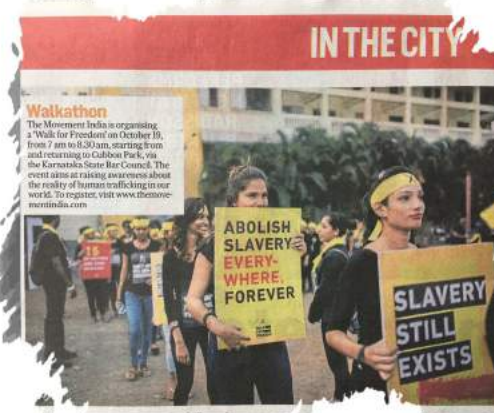 IN THE CITY
Walkathon
The Movement India is organising
a 'Walk for Freedom' on October 19,
from 7 am to 8.30 am, starting from
and returning to Cubbon Park, via
the Karnataka State Bar Council. The
event aims at raising awareness about
the reality of human trafficking in our
world. To register, visit www.themove-
mentindia.com
15
ABOLISH
SLAVERY
EVERY-
WHERE,
FOREVER
SLAVERY
STILL
EXISTS